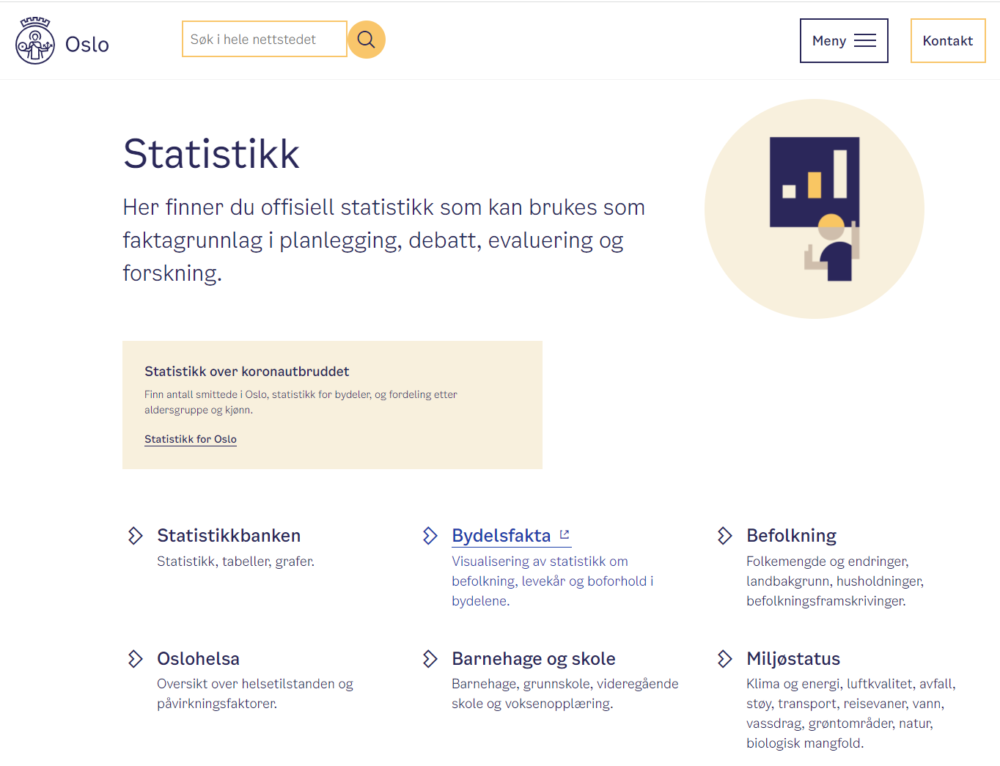 Oslo
Søk i hele nettstedet
Meny
Kontakt
Statistikk
Her finner du offisiell statistikk som kan brukes som
faktagrunnlag i planlegging, debatt, evaluering og
forskning.
Statistikk over koronautbruddet
Finn antall smittede i Oslo, statistikk for bydeler, og fordeling etter
aldersgruppe og kjønn.
Statistikk for Oslo
Statistikkbanken
Statistikk, tabeller, grafer.
Bydelsfakta
Visualisering av statistikk om
befolkning, levekår og boforhold i
bydelene.
Befolkning
Folkemengde og endringer,
landbakgrunn, husholdninger,
befolkningsframskrivinger.
Oslohelsa
Oversikt over helsetilstanden og
påvirkningsfaktorer.
Barnehage og skole
Barnehage, grunnskole, videregående
skole og voksenopplæring.
Miljøstatus
Klima og energi, luftkvalitet, avfall,
støy, transport, reisevaner, vann,
vassdrag, grøntområder, natur,
biologisk mangfold.